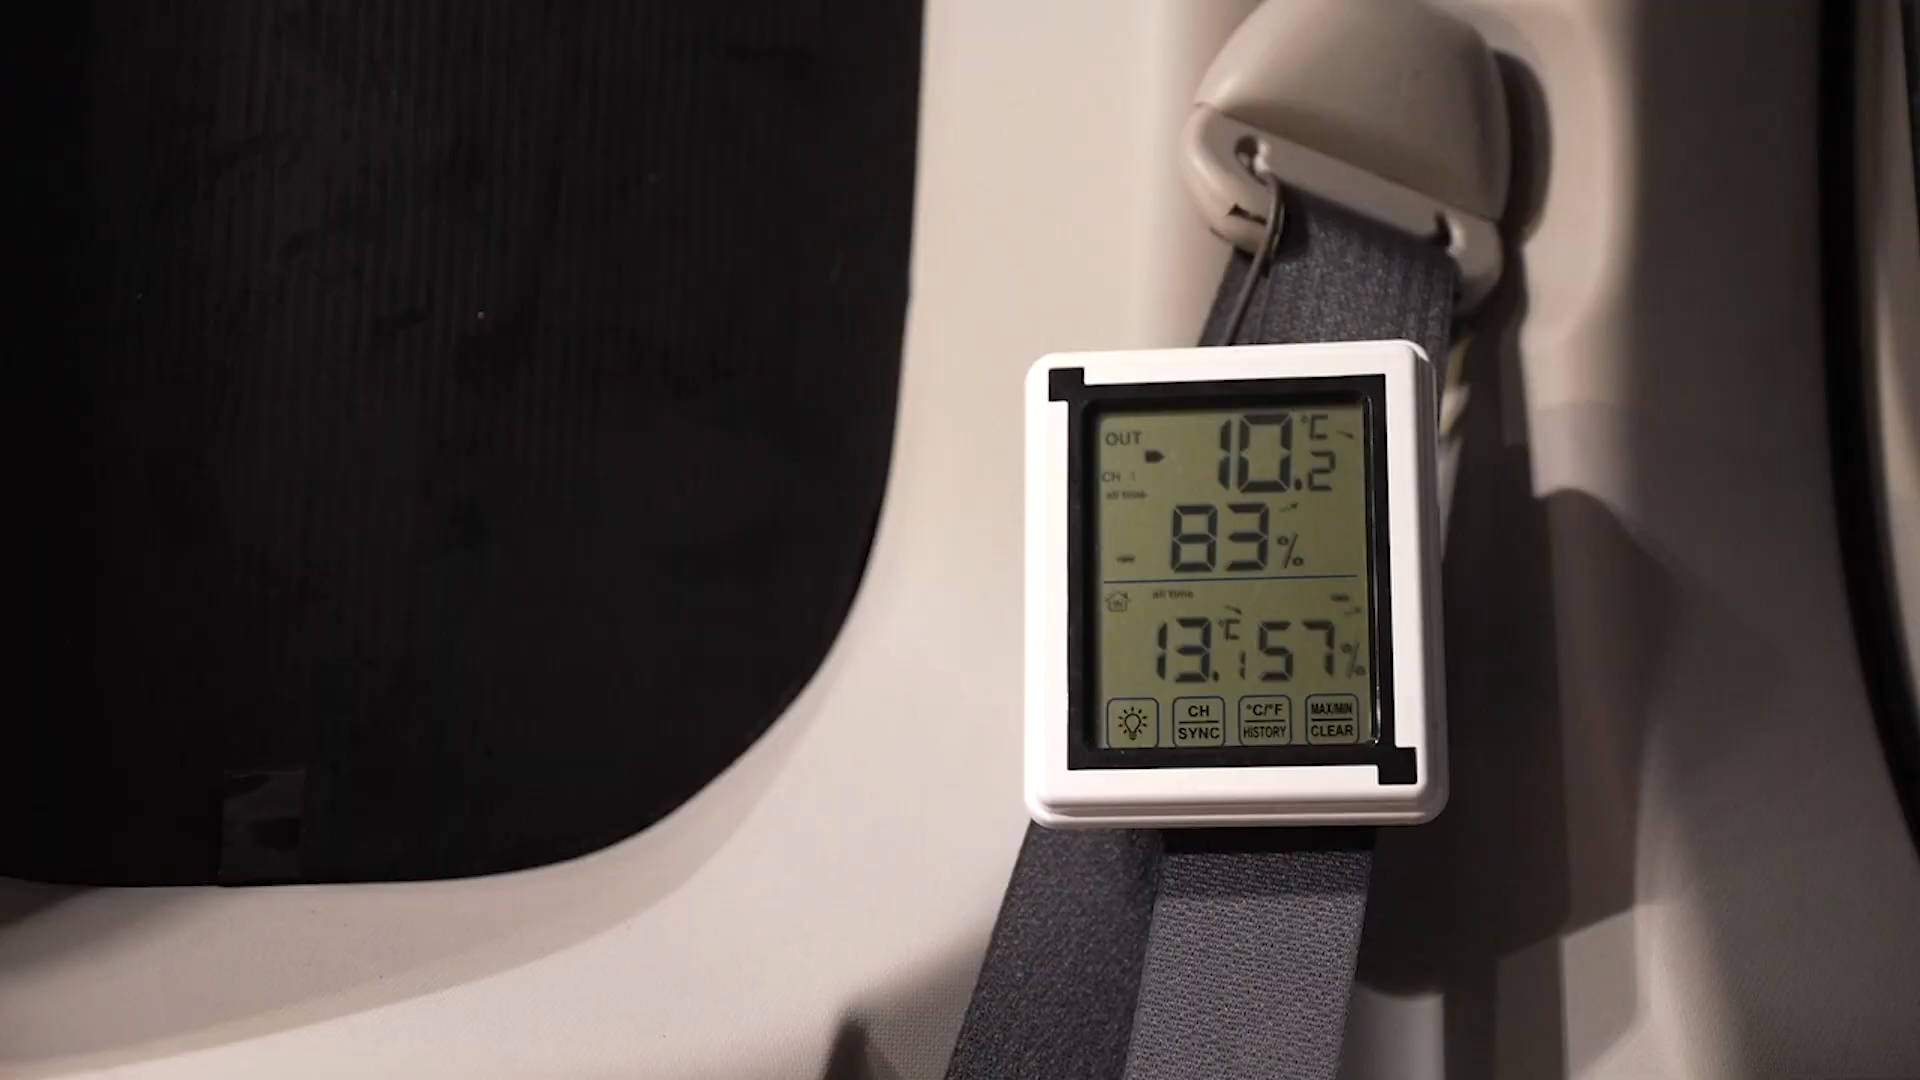 OUT 10.2 °C
CH 1
all time
83 %
IN all time
13.1 °C 57 %
CH °C/°F MAX/MIN
SYNC HISTORY CLEAR